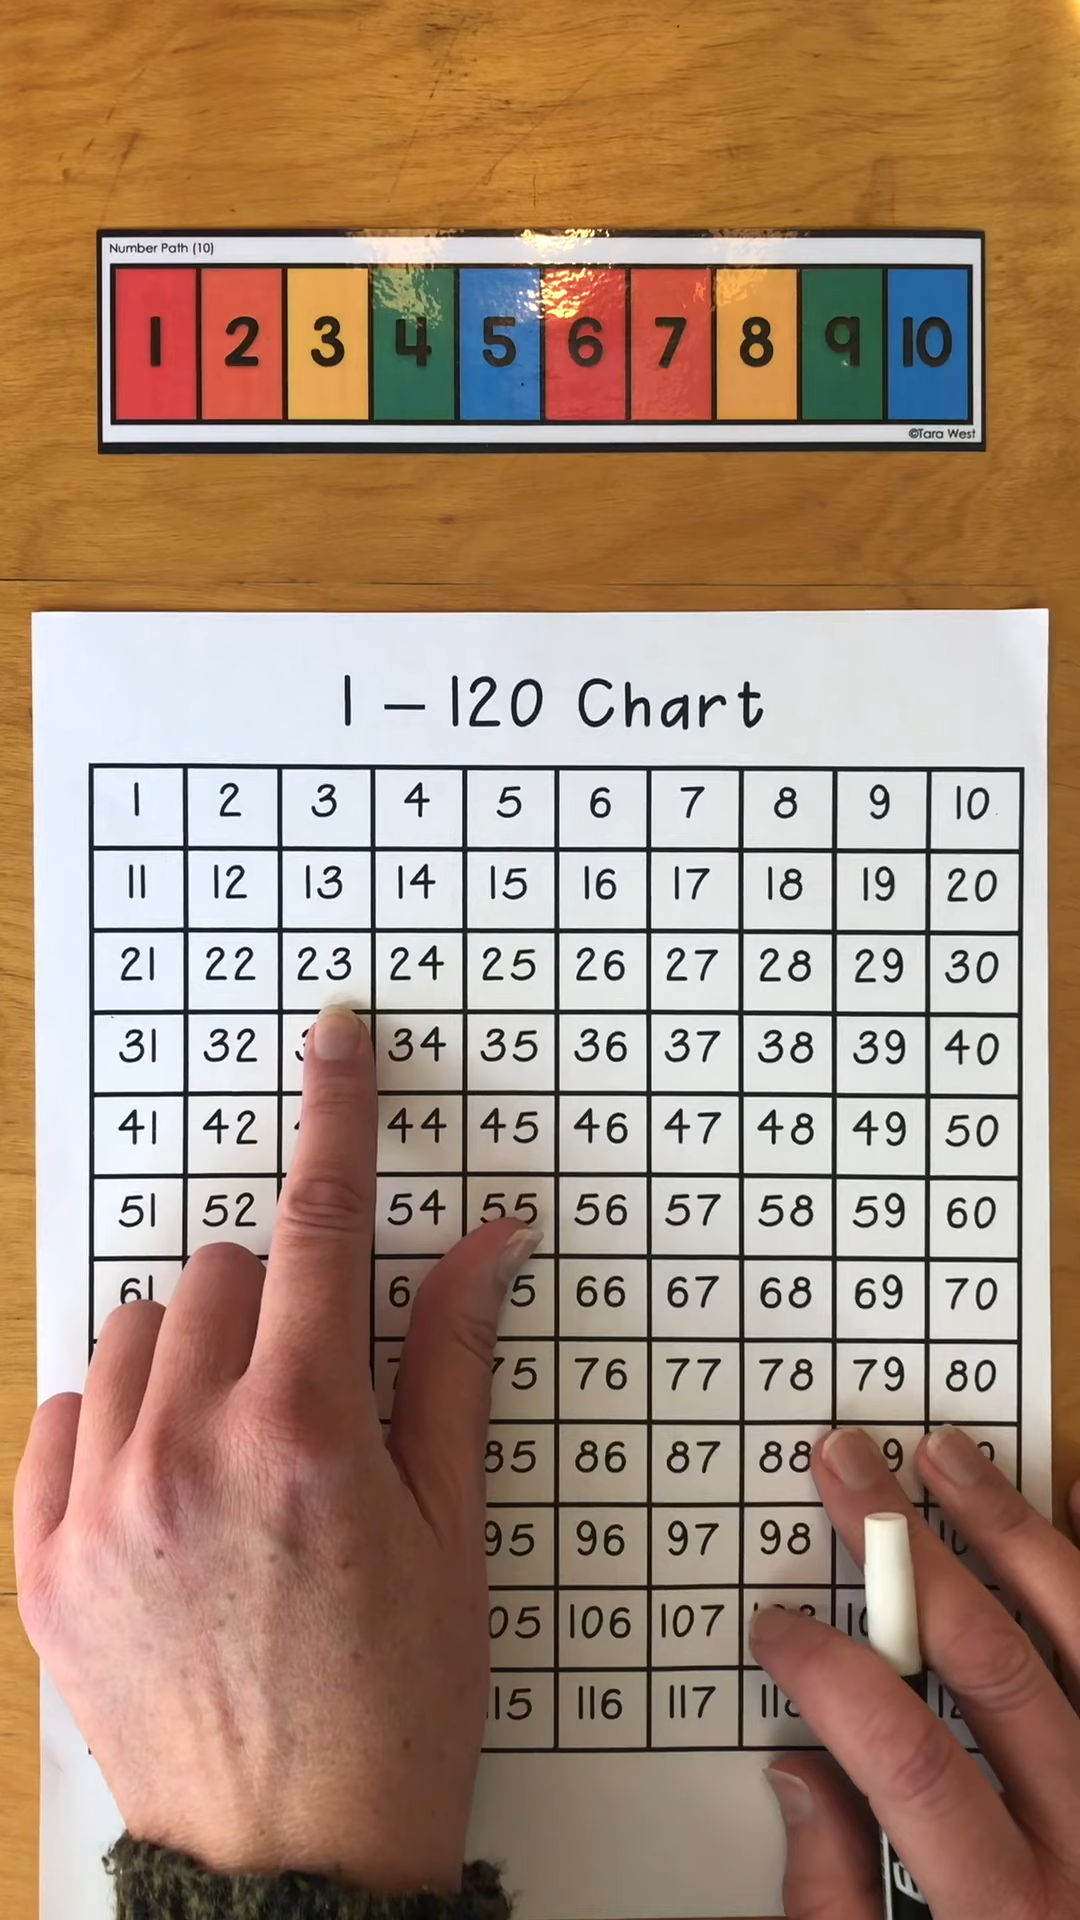 Number Path (10)
1 2 3 4 5 6 7 8 9 10
©Tara West
1 – 120 Chart
1 2 3 4 5 6 7 8 9 10
11 12 13 14 15 16 17 18 19 20
21 22 23 24 25 26 27 28 29 30
31 32 34 35 36 37 38 39 40
41 42 44 45 46 47 48 49 50
51 52 54 55 56 57 58 59 60
61 66 67 68 69 70
76 77 78 79 80
85 86 87 88
95 96 97 98
106 107
116 117